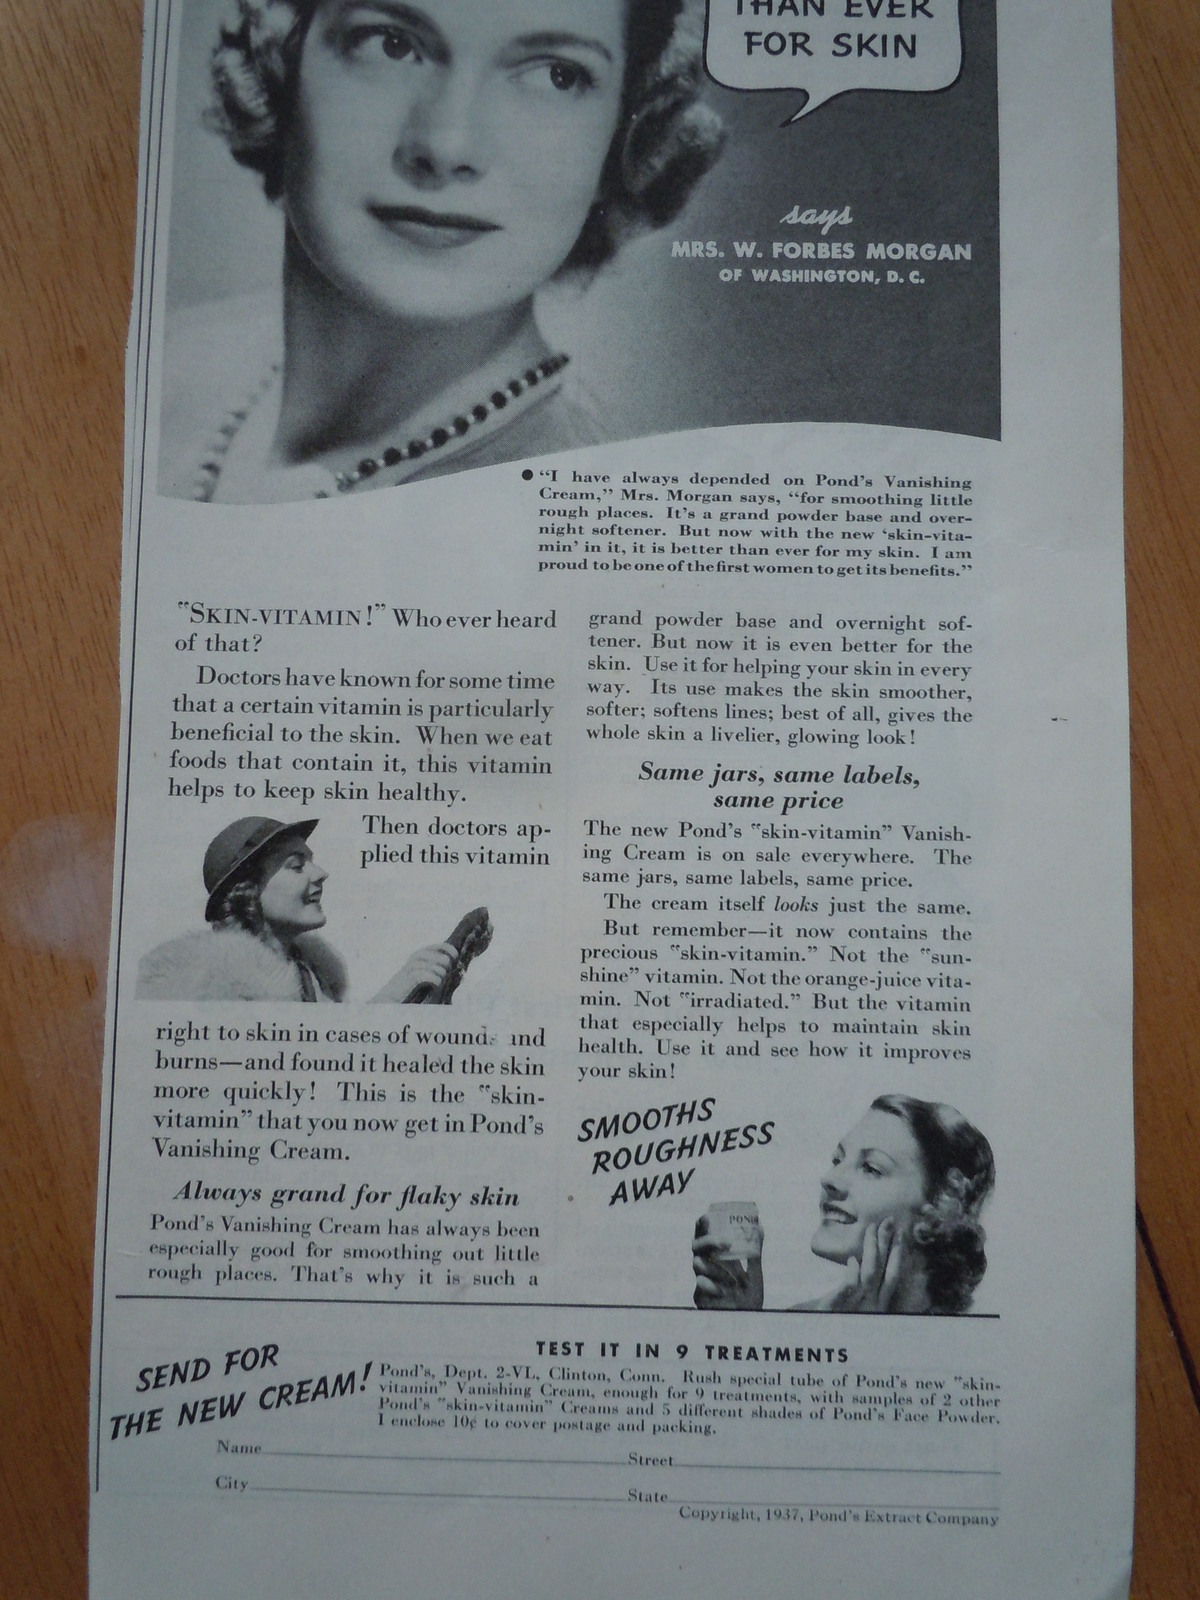 THAN EVER
FOR SKIN
says
MRS. W. FORBES MORGAN
OF WASHINGTON, D. C.
● “I have always depended on Pond's Vanishing
Cream,” Mrs. Morgan says, “for smoothing little
rough places. It's a grand powder base and over-
night softener. But now with the new ‘skin-vita-
min’ in it, it is better than ever for my skin. I am
proud to be one of the first women to get its benefits.”
“SKIN-VITAMIN!” Who ever heard
of that?
Doctors have known for some time
that a certain vitamin is particularly
beneficial to the skin. When we eat
foods that contain it, this vitamin
helps to keep skin healthy.
Then doctors ap-
plied this vitamin
right to skin in cases of wounds and
burns—and found it healed the skin
more quickly! This is the “skin-
vitamin” that you now get in Pond's
Vanishing Cream.
Always grand for flaky skin
Pond's Vanishing Cream has always been
especially good for smoothing out little
rough places. That's why it is such a
grand powder base and overnight sof-
tener. But now it is even better for the
skin. Use it for helping your skin in every
way. Its use makes the skin smoother,
softer; softens lines; best of all, gives the
whole skin a livelier, glowing look!
Same jars, same labels,
same price
The new Pond's “skin-vitamin” Vanish-
ing Cream is on sale everywhere. The
same jars, same labels, same price.
The cream itself looks just the same.
But remember—it now contains the
precious “skin-vitamin.” Not the “sun-
shine” vitamin. Not the orange-juice vita-
min. Not “irradiated.” But the vitamin
that especially helps to maintain skin
health. Use it and see how it improves
your skin!
SMOOTHS
ROUGHNESS
AWAY
POND
SEND FOR
THE NEW CREAM!
TEST IT IN 9 TREATMENTS
Pond's, Dept. 2-VL, Clinton, Conn. Rush special tube of Pond's new “skin-
vitamin” Vanishing Cream, enough for 9 treatments, with samples of 2 other
Pond's “skin-vitamin” Creams and 5 different shades of Pond's Face Powder.
I enclose 10¢ to cover postage and packing.
Name
Street
City
State
Copyright, 1937, Pond's Extract Company